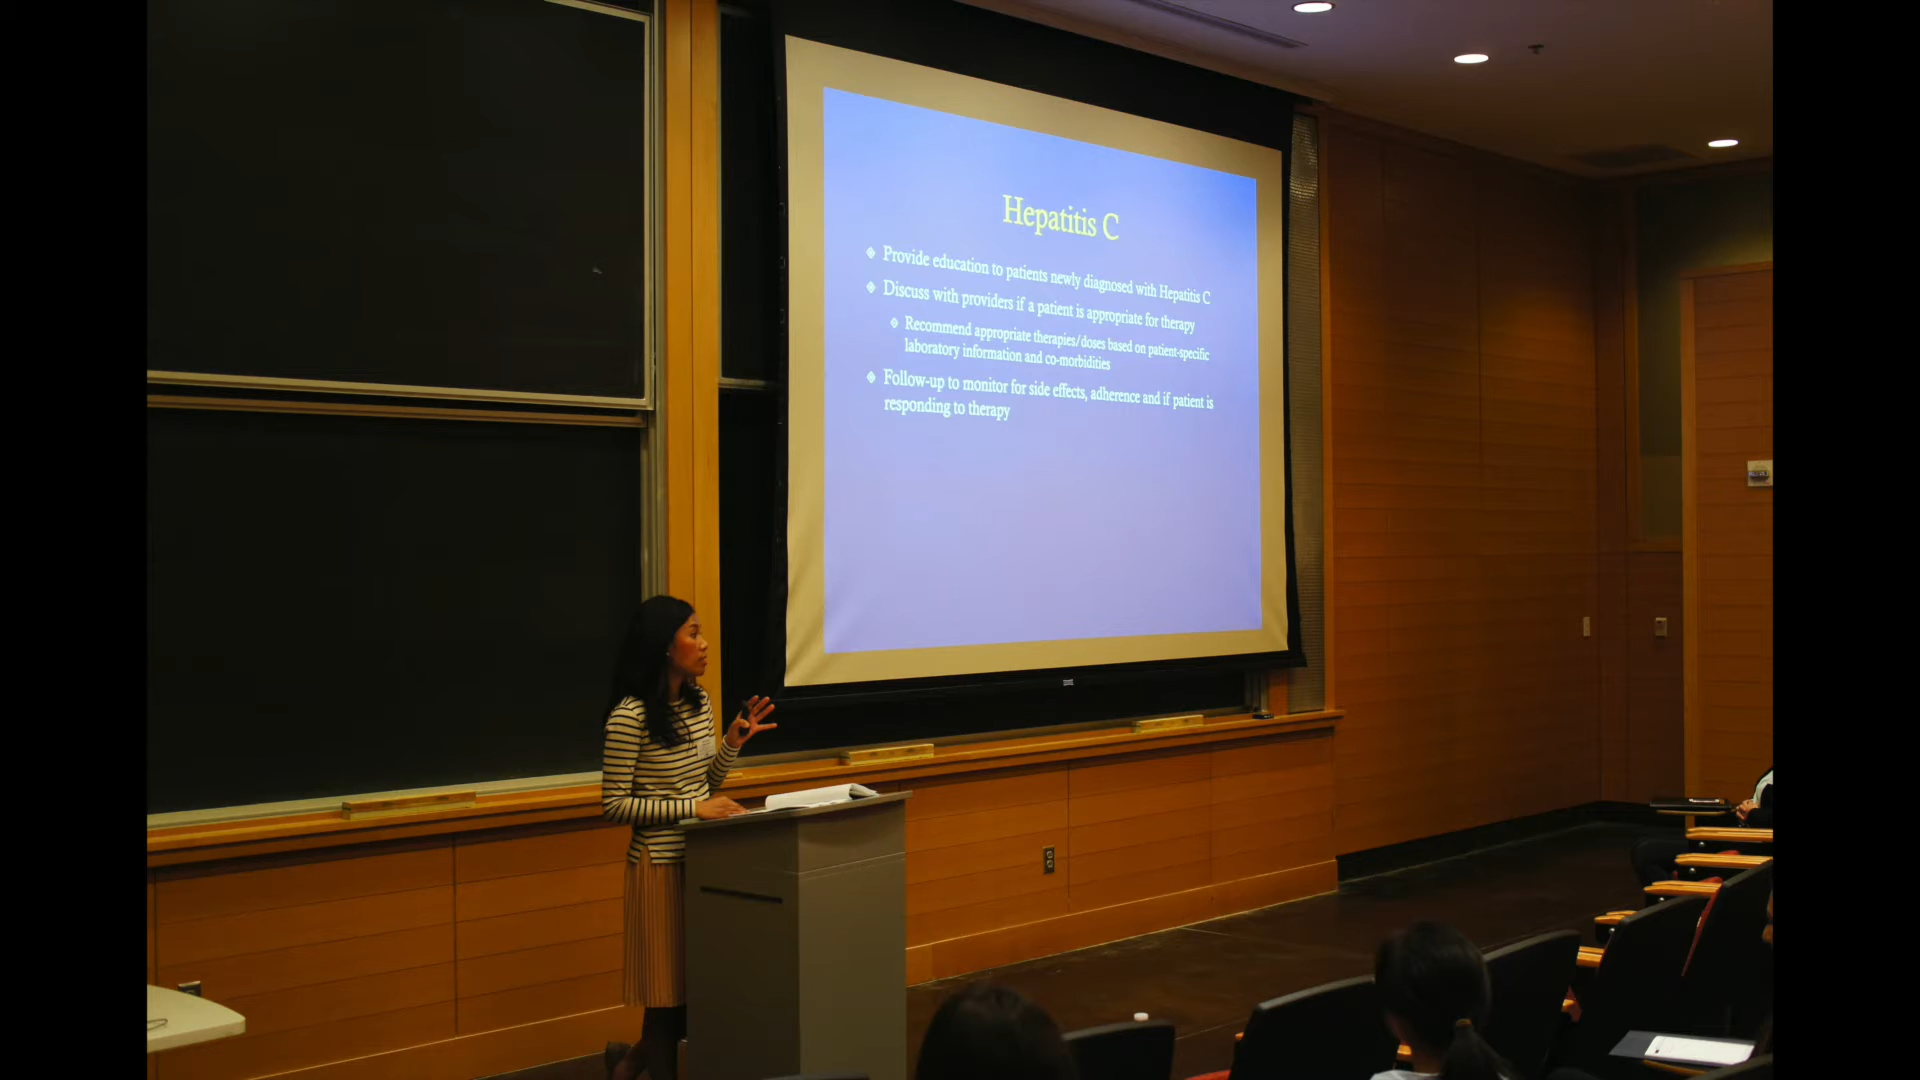 Hepatitis C
Provide education to patients newly diagnosed with Hepatitis C
Discuss with providers if a patient is appropriate for therapy
Recommend appropriate therapies/doses based on patient-specific
laboratory information and co-morbidities
Follow-up to monitor for side effects, adherence and if patient is
responding to therapy